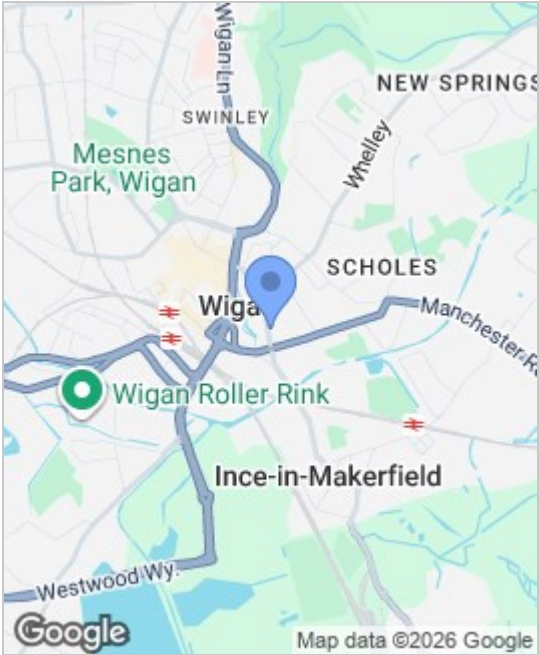 Wigan Ln
NEW SPRINGS
SWINLEY
Whelley
Mesnes
Park, Wigan
SCHOLES
Wiga
Manchester R
Wigan Roller Rink
Ince-in-Makerfield
Westwood Wy.
Google
Map data ©2026 Google